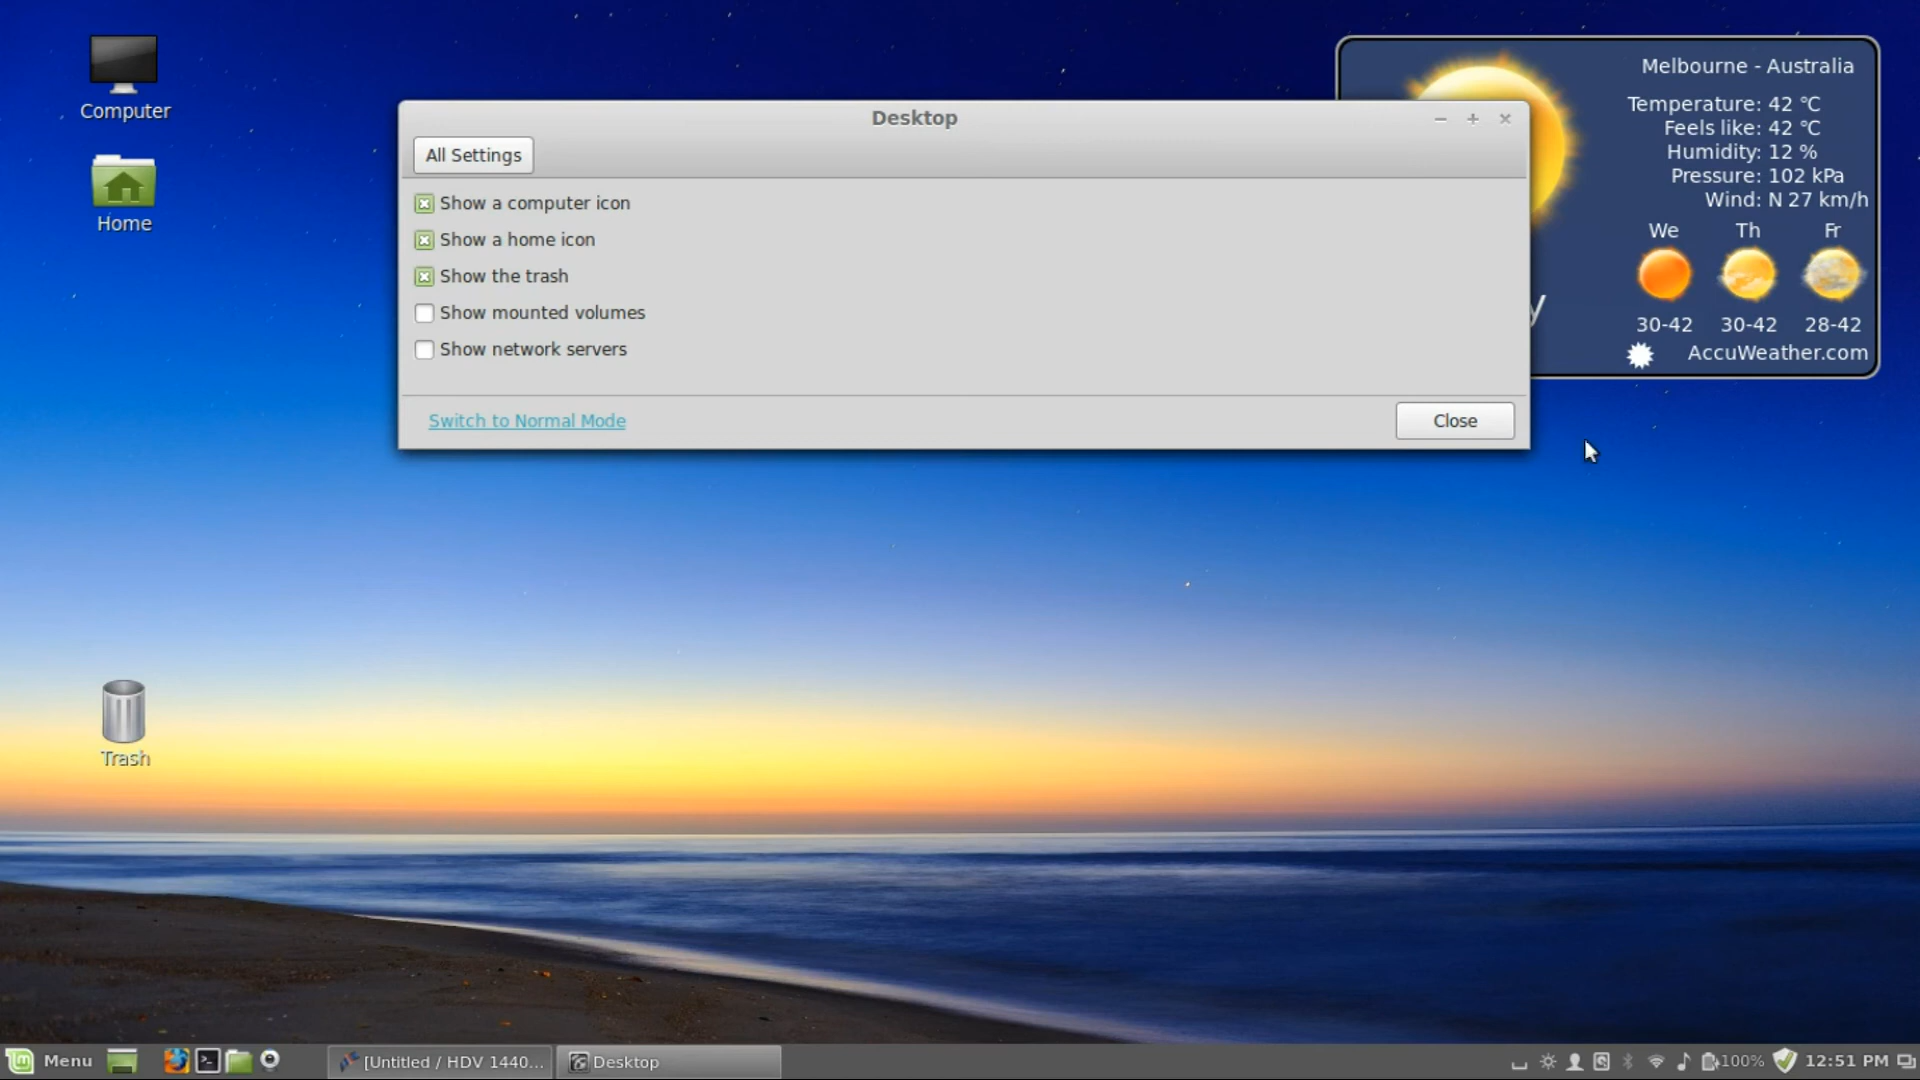 Computer
Home
Trash
Desktop
All Settings
Show a computer icon
Show a home icon
Show the trash
Show mounted volumes
Show network servers
Switch to Normal Mode
Close
Melbourne - Australia
Temperature: 42 °C
Feels like: 42 °C
Humidity: 12 %
Pressure: 102 kPa
Wind: N 27 km/h
We Th Fr
30-42 30-42 28-42
AccuWeather.com
y
Menu
[Untitled / HDV 1440...
Desktop
100%
12:51 PM